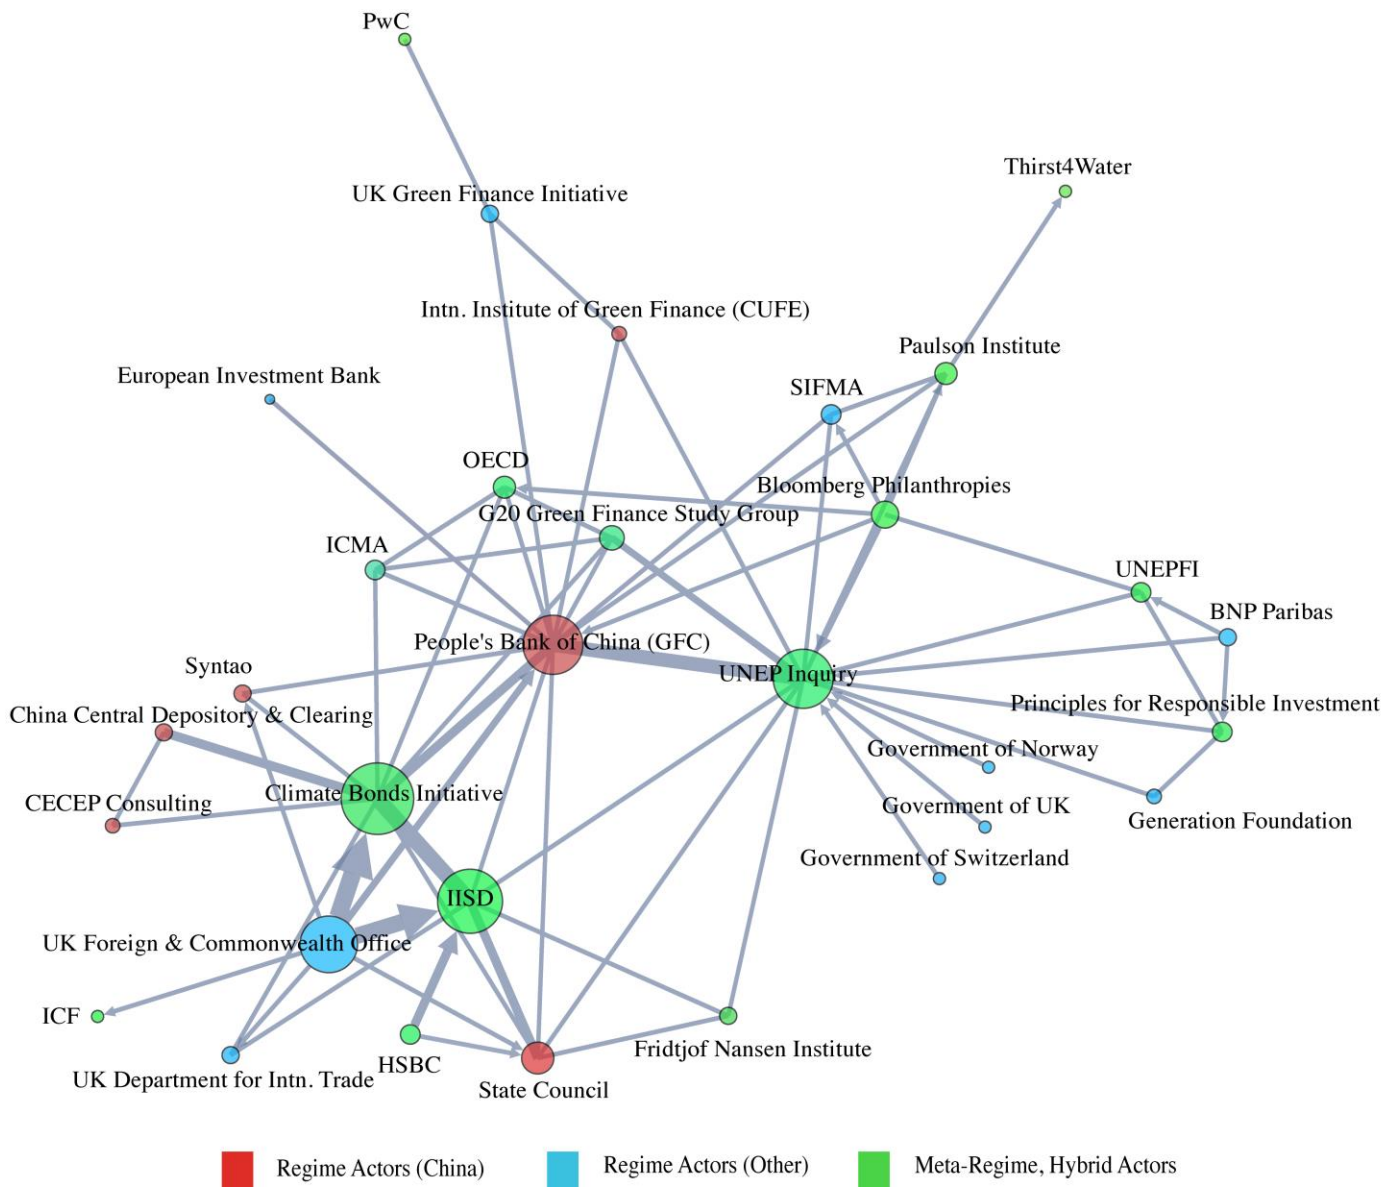 PwC
Thirst4Water
UK Green Finance Initiative
Intn. Institute of Green Finance (CUFE)
Paulson Institute
European Investment Bank
SIFMA
OECD
Bloomberg Philanthropies
G20 Green Finance Study Group
ICMA
UNEPFI
BNP Paribas
People's Bank of China (GFC)
Syntao
UNEP Inquiry
Principles for Responsible Investment
China Central Depository & Clearing
Government of Norway
Climate Bonds Initiative
CECEP Consulting
Government of UK
Generation Foundation
Government of Switzerland
IISD
UK Foreign & Commonwealth Office
ICF
Fridtjof Nansen Institute
HSBC
UK Department for Intn. Trade
State Council
Regime Actors (China)
Regime Actors (Other)
Meta-Regime, Hybrid Actors